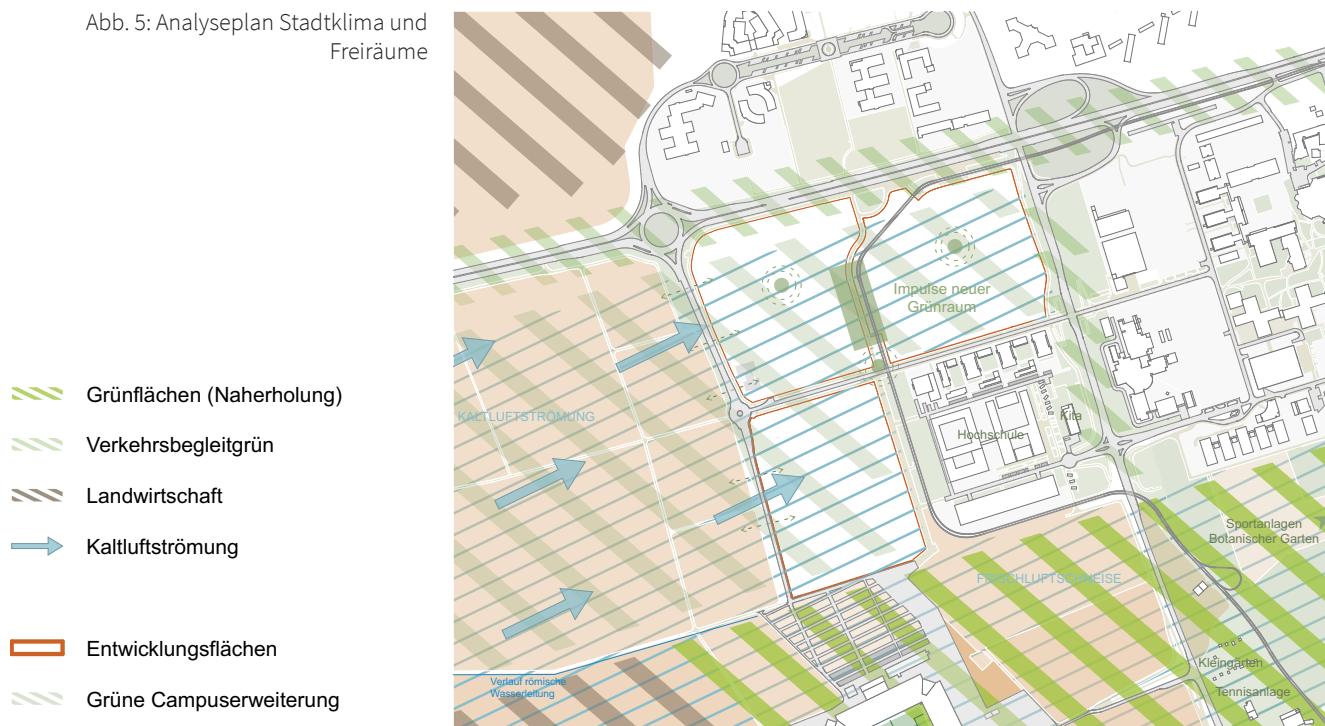 Abb. 5: Analyseplan Stadtklima und
Freiräume
Grünflächen (Naherholung)
Verkehrsbegleitgrün
Landwirtschaft
Kaltluftströmung
Entwicklungsflächen
Grüne Campuserweiterung
Impulse neuer
Grünraum
KALTLUFTSTRÖMUNG
Kita
Hochschule
Sportanlagen
Botanischer Garten
FRISCHLUFTSCHNEISE
Kleingärten
Tennisanlage
Verlauf römische
Wasserleitung